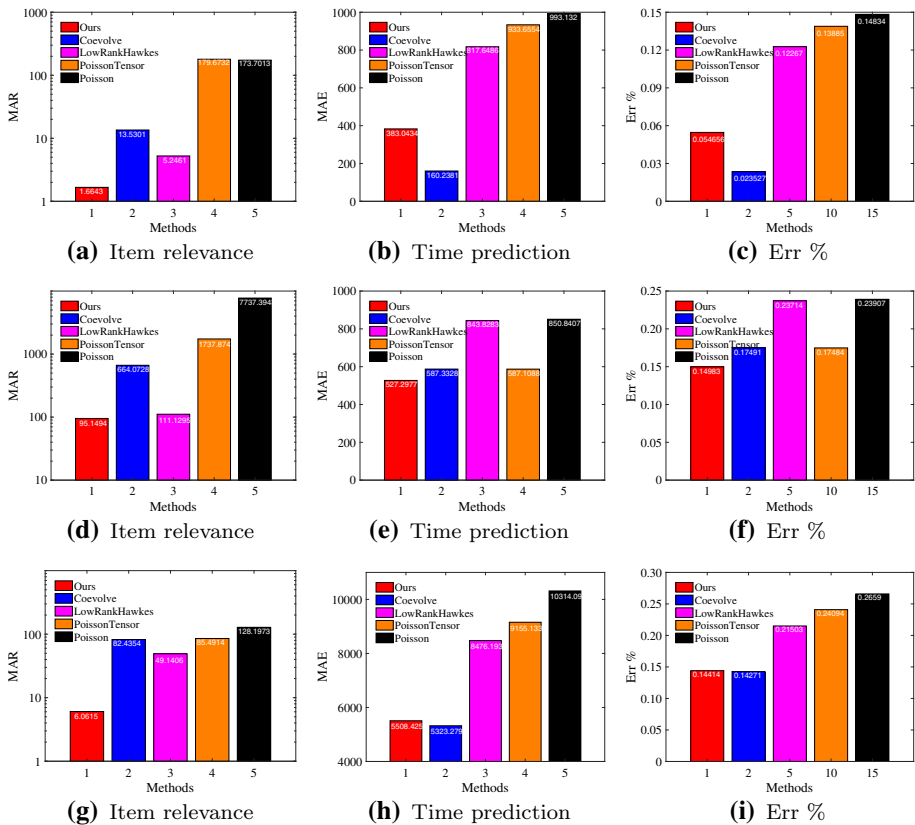 1000
100
10
1
MAR
Ours
Coevolve
LowRankHawkes
PoissonTensor
Poisson
1.6643
13.5301
5.2461
179.6732
173.7013
1 2 3 4 5
Methods
(a) Item relevance
1000
800
600
400
200
0
MAE
Ours
Coevolve
LowRankHawkes
PoissonTensor
Poisson
383.0434
160.2381
817.6486
933.6554
993.132
1 2 3 4 5
Methods
(b) Time prediction
0.15
0.12
0.09
0.06
0.03
0
Err %
Ours
Coevolve
LowRankHawkes
PoissonTensor
Poisson
0.054656
0.023527
0.12267
0.13885
0.14834
1 2 5 10 15
Methods
(c) Err %
1000
100
10
MAR
Ours
Coevolve
LowRankHawkes
PoissonTensor
Poisson
95.1494
664.0728
111.1295
1737.874
7737.394
1 2 3 4 5
Methods
(d) Item relevance
1000
800
600
400
200
0
MAE
Ours
Coevolve
LowRankHawkes
PoissonTensor
Poisson
527.2977
587.3328
843.8283
587.1086
850.8407
1 2 3 4 5
Methods
(e) Time prediction
0.25
0.20
0.15
0.1
0.05
0.0
Err %
Ours
Coevolve
LowRankHawkes
PoissonTensor
Poisson
0.14983
0.17491
0.23714
0.17484
0.23907
1 2 5 10 15
Methods
(f) Err %
100
10
1
MAR
Ours
Coevolve
LowRankHawkes
PoissonTensor
Poisson
6.0615
82.4354
49.1406
85.4914
128.1973
1 2 3 4 5
Methods
(g) Item relevance
10000
8000
6000
4000
MAE
Ours
Coevolve
LowRankHawkes
PoissonTensor
Poisson
5508.425
5323.279
8476.193
9155.133
10314.09
1 2 3 4 5
Methods
(h) Time prediction
0.30
0.25
0.20
0.15
0.10
0.05
0.0
Err %
Ours
Coevolve
LowRankHawkes
PoissonTensor
Poisson
0.14414
0.14271
0.21503
0.24094
0.2659
1 2 5 10 15
Methods
(i) Err %